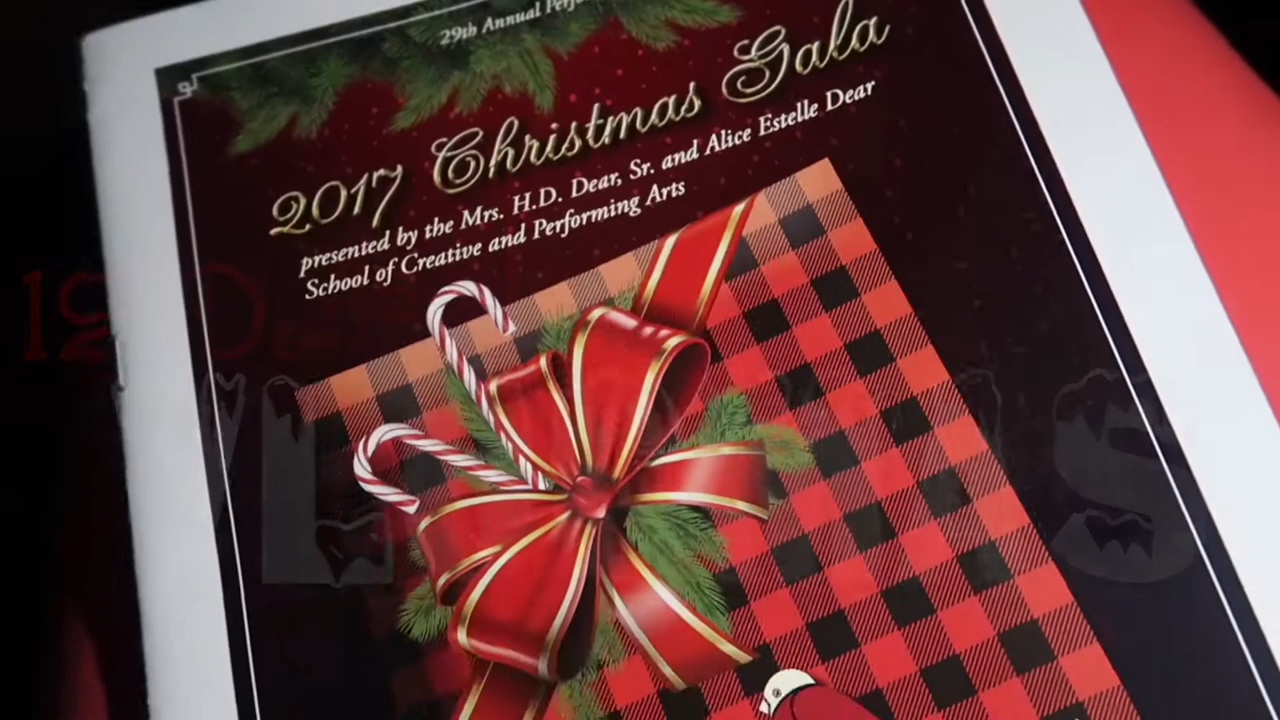 29th Annual
2017 Christmas Gala
presented by the Mrs. H.D. Dear, Sr. and Alice Estelle Dear
School of Creative and Performing Arts